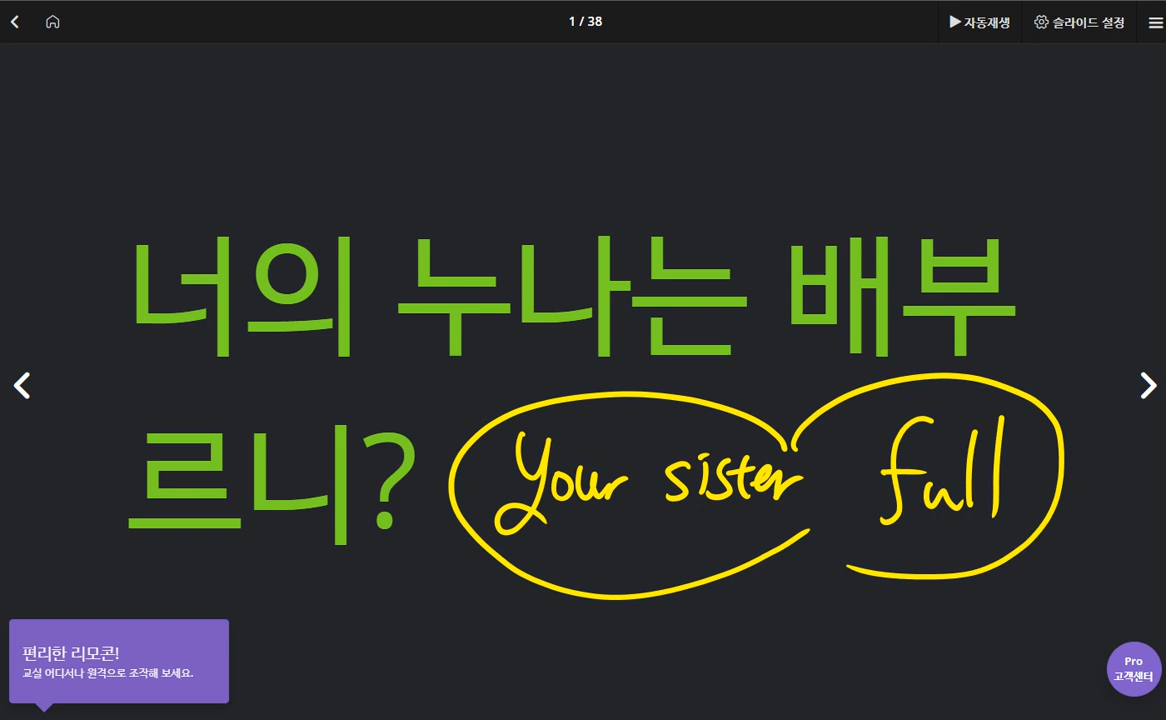 1 / 38
자동재생
슬라이드 설정
너의 누나는 배부
르니?
Your sister full
편리한 리모콘!
교실 어디서나 원격으로 조작해 보세요.
Pro
고객센터